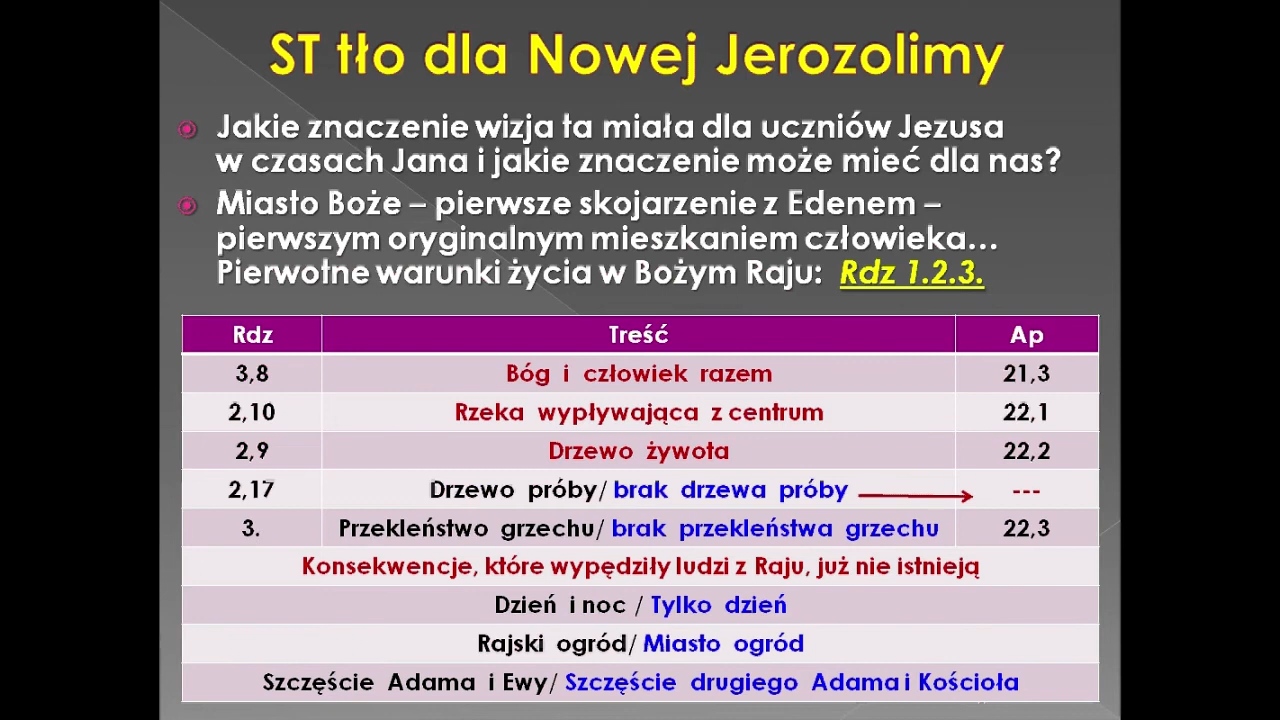 ST tło dla Nowej Jerozolimy
Jakie znaczenie wizja ta miała dla uczniów Jezusa
w czasach Jana i jakie znaczenie może mieć dla nas?
Miasto Boże – pierwsze skojarzenie z Edenem –
pierwszym oryginalnym mieszkaniem człowieka...
Pierwotne warunki życia w Bożym Raju: Rdz 1.2.3.
Rdz Treść Ap
3,8 Bóg i człowiek razem 21,3
2,10 Rzeka wypływająca z centrum 22,1
2,9 Drzewo żywota 22,2
2,17 Drzewo próby/ brak drzewa próby ---
3. Przekleństwo grzechu/ brak przekleństwa grzechu 22,3
Konsekwencje, które wypędziły ludzi z Raju, już nie istnieją
Dzień i noc / Tylko dzień
Rajski ogród/ Miasto ogród
Szczęście Adama i Ewy/ Szczęście drugiego Adama i Kościoła